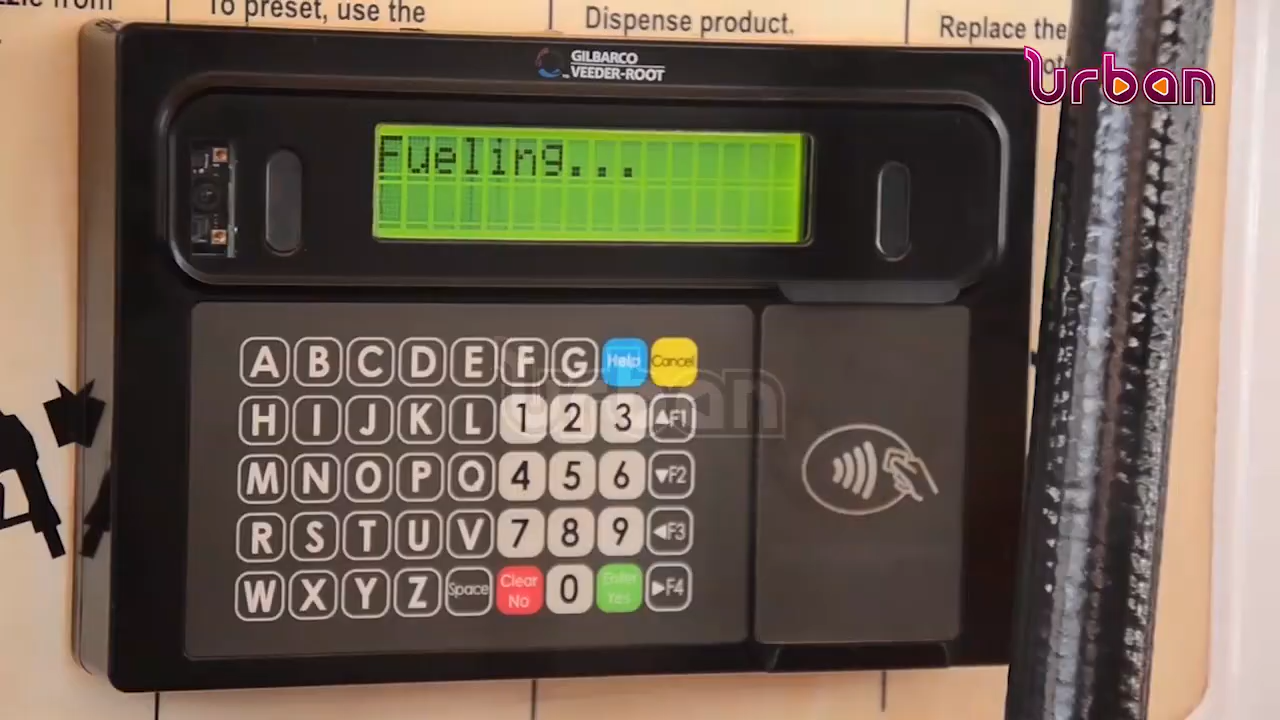 To preset, use the
Dispense product.
Replace the
GILBARCO
VEEDER-ROOT
Urban
Fueling...
A B C D E F G Help Cancel
H I J K L 1 2 3 ▲F1
M N O P Q 4 5 6 ▼F2
R S T U V 7 8 9 ◀F3
W X Y Z Space Clear No 0 Enter Yes ▶F4
Urban